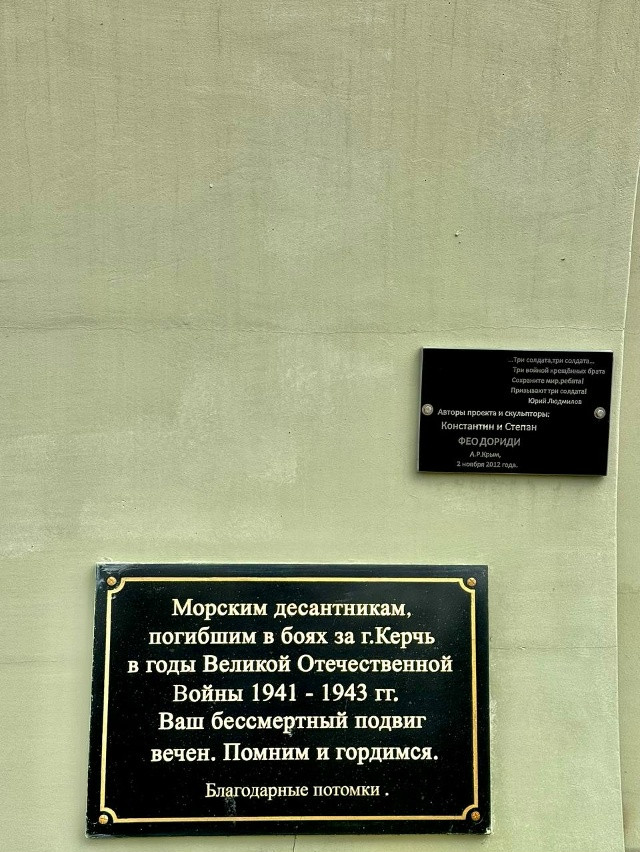 ...Три солдата,три солдата...
Три войной крещённых брата
Сохраните мир,ребята!
Призывают три солдата!
Юрий Людмилов
Авторы проекта и скульпторы:
Константин и Степан
ФЕОДОРИДИ
А.Р.Крым,
2 ноября 2012 года.
Морским десантникам,
погибшим в боях за г.Керчь
в годы Великой Отечественной
Войны 1941 - 1943 гг.
Ваш бессмертный подвиг
вечен. Помним и гордимся.
Благодарные потомки .